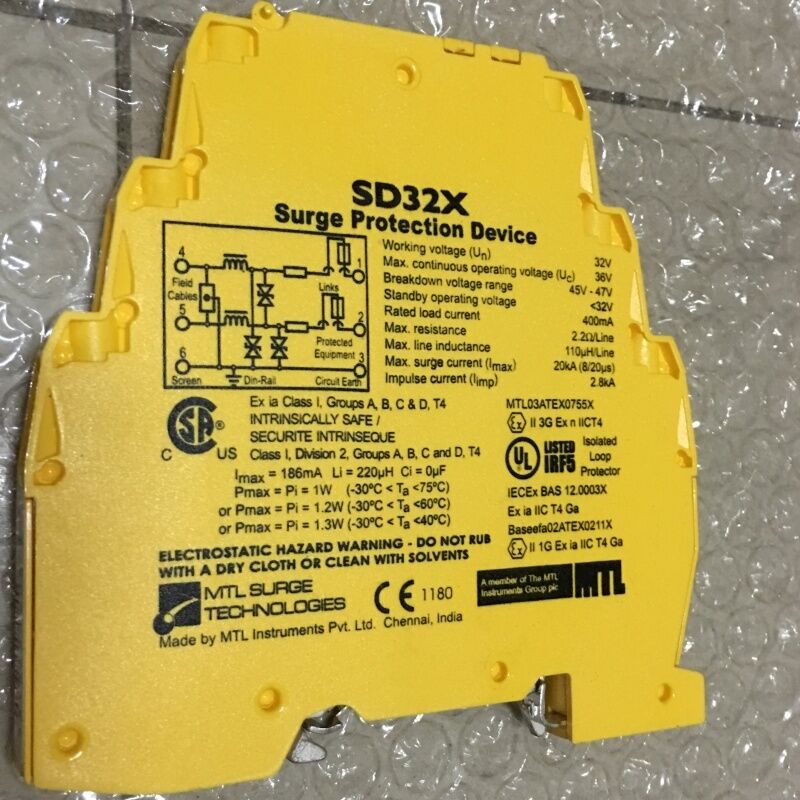 SD32X
Surge Protection Device
Working voltage (Un) 32V
Max. continuous operating voltage (Uc) 36V
Breakdown voltage range 45V - 47V
Standby operating voltage <32V
Rated load current 400mA
Max. resistance 2.2Ω/Line
Max. line inductance 110µH/Line
Max. surge current (Imax) 20kA (8/20µs)
Impulse current (Iimp) 2.8kA
4 1
Field
Cables
Links
5 2
Protected
Equipment
6 3
Screen Din-Rail Circuit Earth
Ex ia Class I, Groups A, B, C & D, T4
INTRINSICALLY SAFE /
SECURITE INTRINSEQUE
Class I, Division 2, Groups A, B, C and D, T4
SA
C US
Imax = 186mA Li = 220µH Ci = 0µF
Pmax = Pi = 1W (-30°C < Ta <75°C)
or Pmax = Pi = 1.2W (-30°C < Ta <60°C)
or Pmax = Pi = 1.3W (-30°C < Ta <40°C)
MTL03ATEX0755X
Ex II 3G Ex n IICT4
UL LISTED
1RF5
Isolated
Loop
Protector
IECEx BAS 12.0003X
Ex ia IIC T4 Ga
Baseefa02ATEX0211X
Ex II 1G Ex ia IIC T4 Ga
ELECTROSTATIC HAZARD WARNING - DO NOT RUB
WITH A DRY CLOTH OR CLEAN WITH SOLVENTS
MTL SURGE
TECHNOLOGIES
CE 1180
A member of The MTL
Instruments Group plc
MTL
Made by MTL Instruments Pvt. Ltd. Chennai, India